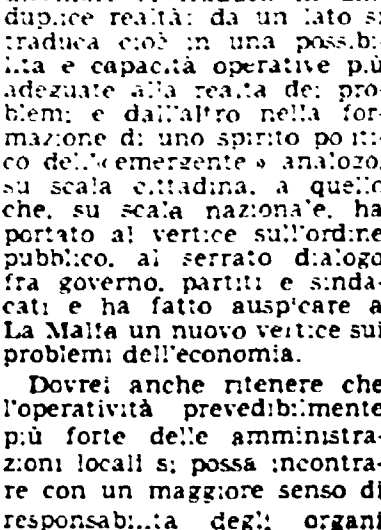 duplice realtà: da un lato si
traduca cioè in una possibi-
lità e capacità operative più
adeguate alla realtà dei pro-
blemi e dall'altro nella for-
mazione di uno spirito politi-
co dell'« emergente » analogo,
su scala cittadina, a quello
che, su scala nazionale, ha
portato al vertice sull'ordine
pubblico, al serrato dialogo
fra governo, partiti e sinda-
cati e ha fatto auspicare a
La Malfa un nuovo vertice sui
problemi dell'economia.
Dovrei anche ritenere che
l'operatività prevedibilmente
più forte delle amministra-
zioni locali si possa incontra-
re con un maggiore senso di
responsabilità degli organi